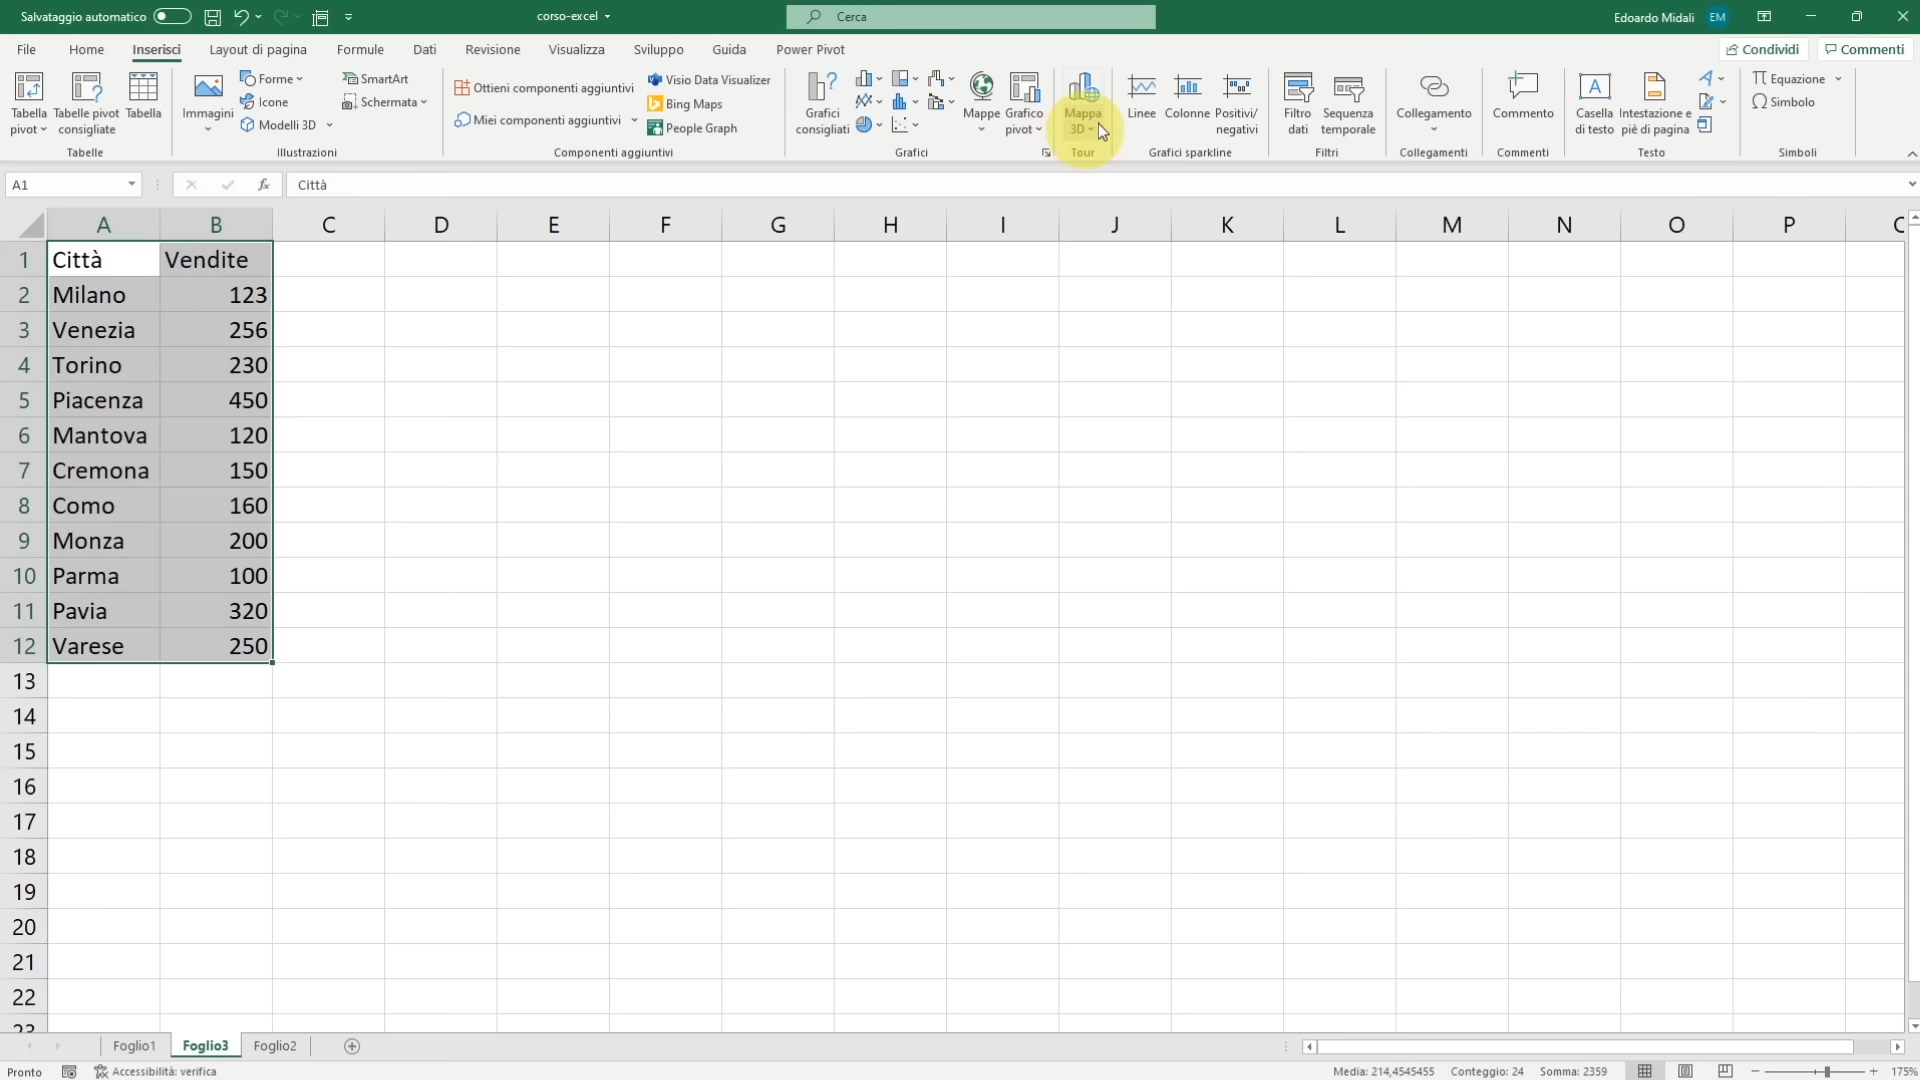 Salvataggio automatico
corso-excel
Cerca
Edoardo Midali EM
File Home Inserisci Layout di pagina Formule Dati Revisione Visualizza Sviluppo Guida Power Pivot
Condividi Commenti
Tabella pivot
Tabelle pivot consigliate
Tabella
Tabelle
Immagini
Forme
Icone
Modelli 3D
SmartArt
Schermata
Illustrazioni
Ottieni componenti aggiuntivi
Miei componenti aggiuntivi
Visio Data Visualizer
Bing Maps
People Graph
Componenti aggiuntivi
Grafici consigliati
Mappe
Grafico pivot
Grafici
Mappa 3D
Tour
Linee
Colonne
Positivi/negativi
Grafici sparkline
Filtro dati
Sequenza temporale
Filtri
Collegamento
Collegamenti
Commento
Commenti
Casella di testo
Intestazione e piè di pagina
Testo
Equazione
Simbolo
Simboli
A1 fx Città
A B C D E F G H I J K L M N O P
1 Città Vendite
2 Milano 123
3 Venezia 256
4 Torino 230
5 Piacenza 450
6 Mantova 120
7 Cremona 150
8 Como 160
9 Monza 200
10 Parma 100
11 Pavia 320
12 Varese 250
13
14
15
16
17
18
19
20
21
22
23
Foglio1 Foglio3 Foglio2
Pronto Accessibilità: verifica Media: 214,4545455 Conteggio: 24 Somma: 2359 175%